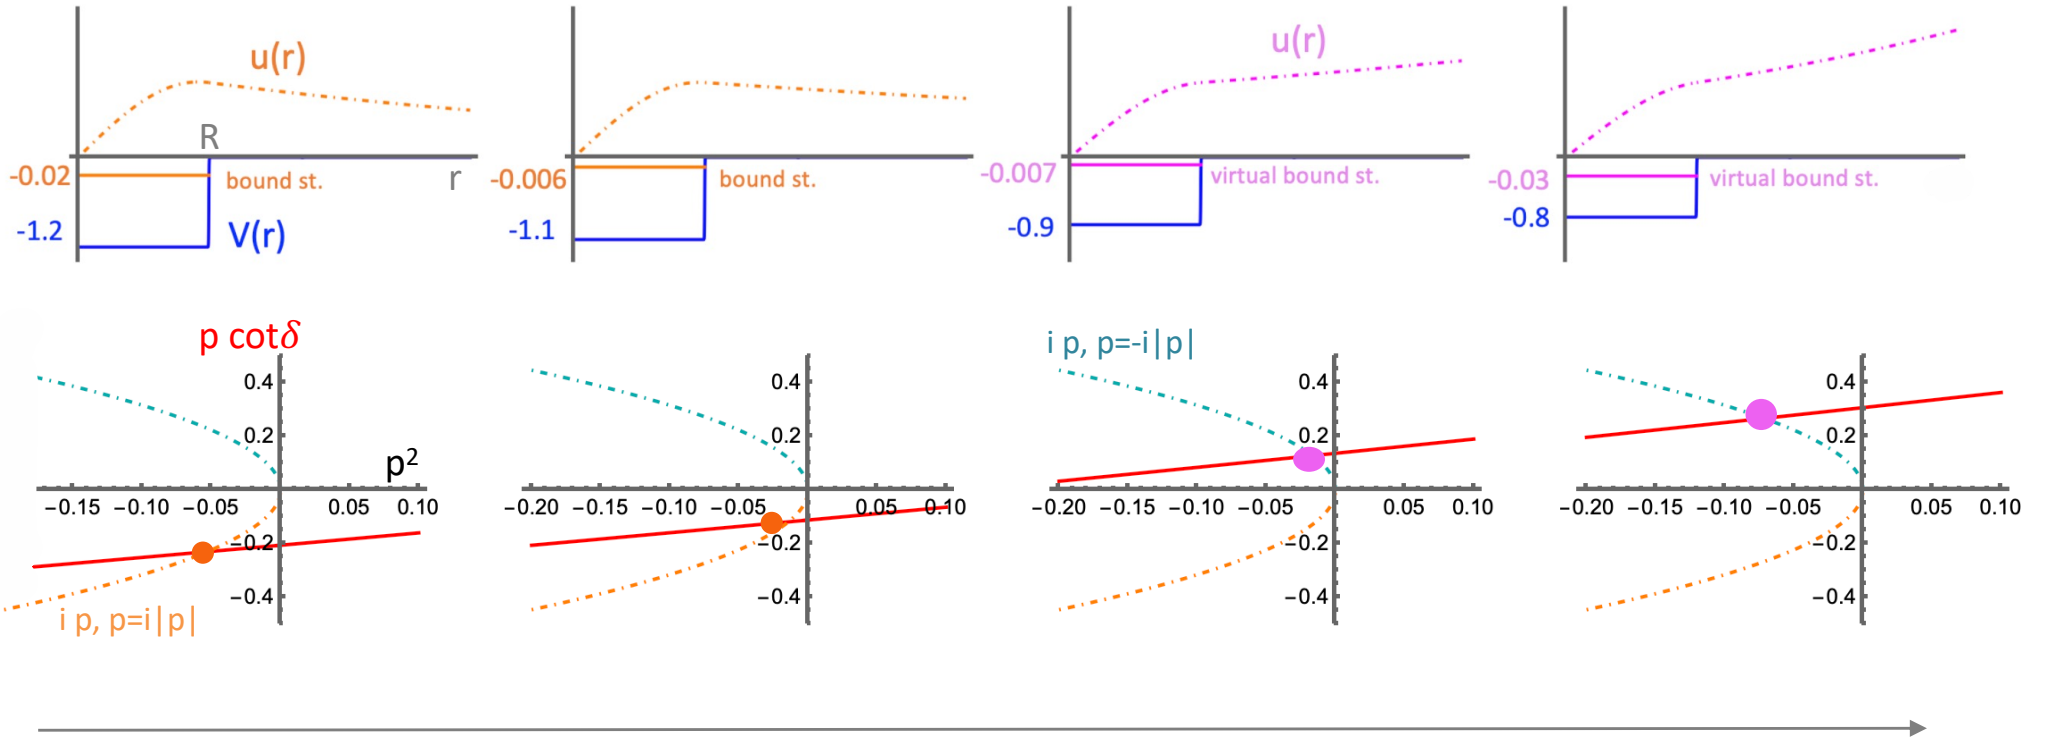 u(r)
R
-0.02
bound st.
r
-1.2
V(r)
-0.006
bound st.
-1.1
u(r)
-0.007
virtual bound st.
-0.9
-0.03
virtual bound st.
-0.8
p cotδ
0.4
0.2
p²
−0.15 −0.10 −0.05 0.05 0.10
−0.2
−0.4
i p, p=i|p|
0.4
0.2
−0.20 −0.15 −0.10 −0.05 0.05 0.10
−0.2
−0.4
i p, p=-i|p|
0.4
0.2
−0.20 −0.15 −0.10 −0.05 0.05 0.10
−0.2
−0.4
0.4
0.2
−0.20 −0.15 −0.10 −0.05 0.05 0.10
−0.2
−0.4